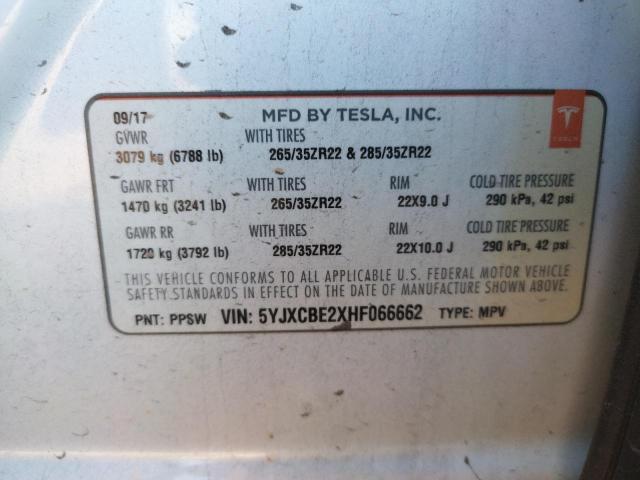 09/17 MFD BY TESLA, INC.
GVWR WITH TIRES
3079 kg (6788 lb) 265/35ZR22 & 285/35ZR22
TESLA
GAWR FRT WITH TIRES RIM COLD TIRE PRESSURE
1470 kg (3241 lb) 265/35ZR22 22X9.0 J 290 kPa, 42 psi
GAWR RR WITH TIRES RIM COLD TIRE PRESSURE
1720 kg (3792 lb) 285/35ZR22 22X10.0 J 290 kPa, 42 psi
THIS VEHICLE CONFORMS TO ALL APPLICABLE U.S. FEDERAL MOTOR VEHICLE
SAFETY STANDARDS IN EFFECT ON THE DATE OF MANUFACTURE SHOWN ABOVE.
PNT: PPSW VIN: 5YJXCBE2XHF066662 TYPE: MPV